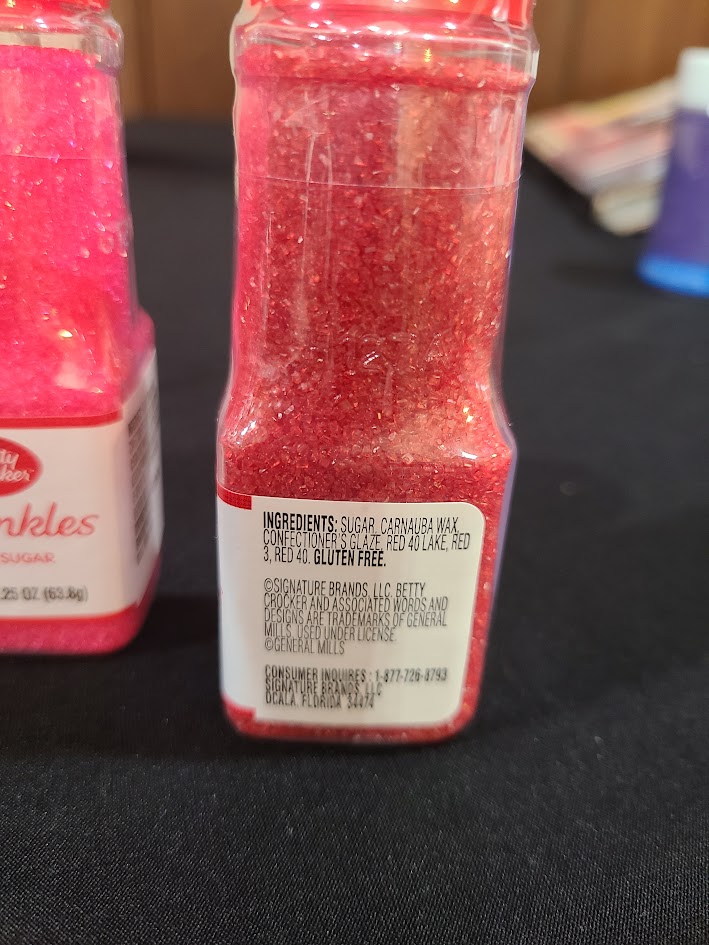 ty
ker™
nkles
SUGAR
.25 OZ (63.8g)
INGREDIENTS: SUGAR, CARNAUBA WAX,
CONFECTIONER'S GLAZE, RED 40 LAKE, RED
3, RED 40. GLUTEN FREE.
©SIGNATURE BRANDS, LLC. BETTY
CROCKER AND ASSOCIATED WORDS AND
DESIGNS ARE TRADEMARKS OF GENERAL
MILLS, USED UNDER LICENSE.
©GENERAL MILLS
CONSUMER INQUIRES : 1-877-726-8793
SIGNATURE BRANDS, LLC
OCALA, FLORIDA 34474